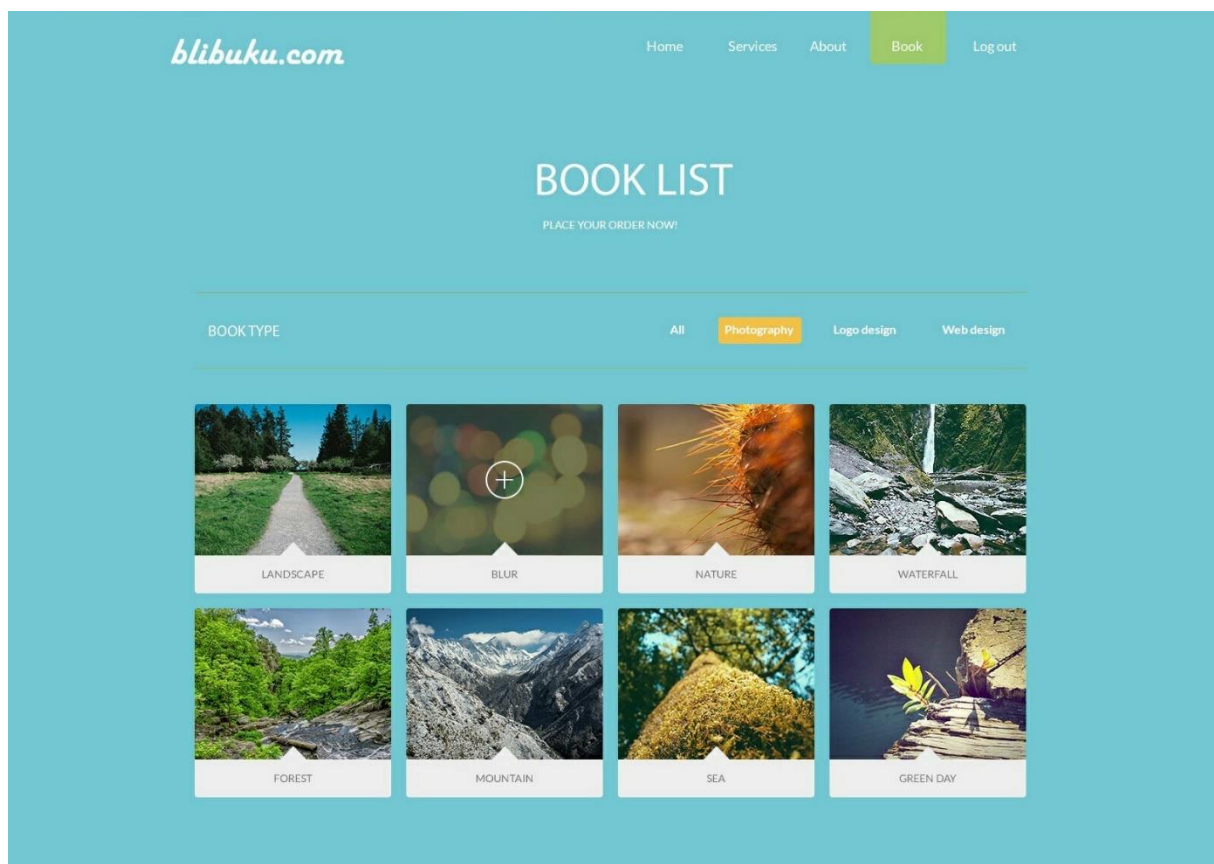 blibuku.com
Home Services About Book Log out
BOOK LIST
PLACE YOUR ORDER NOW!
BOOK TYPE All Photography Logo design Web design
LANDSCAPE BLUR NATURE WATERFALL
FOREST MOUNTAIN SEA GREEN DAY